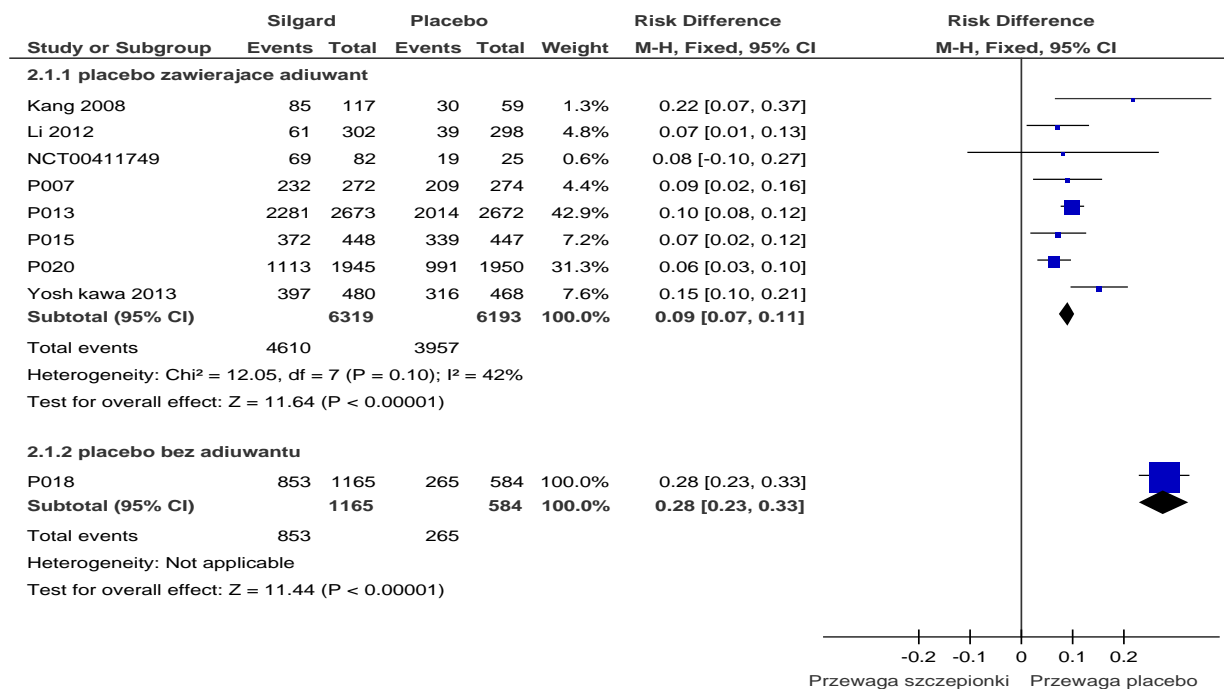 Silgard Placebo Risk Difference Risk Difference
Study or Subgroup Events Total Events Total Weight M-H, Fixed, 95% CI M-H, Fixed, 95% CI
2.1.1 placebo zawierajace adiuwant
Kang 2008 85 117 30 59 1.3% 0.22 [0.07, 0.37]
Li 2012 61 302 39 298 4.8% 0.07 [0.01, 0.13]
NCT00411749 69 82 19 25 0.6% 0.08 [-0.10, 0.27]
P007 232 272 209 274 4.4% 0.09 [0.02, 0.16]
P013 2281 2673 2014 2672 42.9% 0.10 [0.08, 0.12]
P015 372 448 339 447 7.2% 0.07 [0.02, 0.12]
P020 1113 1945 991 1950 31.3% 0.06 [0.03, 0.10]
Yosh kawa 2013 397 480 316 468 7.6% 0.15 [0.10, 0.21]
Subtotal (95% CI) 6319 6193 100.0% 0.09 [0.07, 0.11]
Total events 4610 3957
Heterogeneity: Chi² = 12.05, df = 7 (P = 0.10); I² = 42%
Test for overall effect: Z = 11.64 (P < 0.00001)
2.1.2 placebo bez adiuwantu
P018 853 1165 265 584 100.0% 0.28 [0.23, 0.33]
Subtotal (95% CI) 1165 584 100.0% 0.28 [0.23, 0.33]
Total events 853 265
Heterogeneity: Not applicable
Test for overall effect: Z = 11.44 (P < 0.00001)
-0.2 -0.1 0 0.1 0.2
Przewaga szczepionki Przewaga placebo